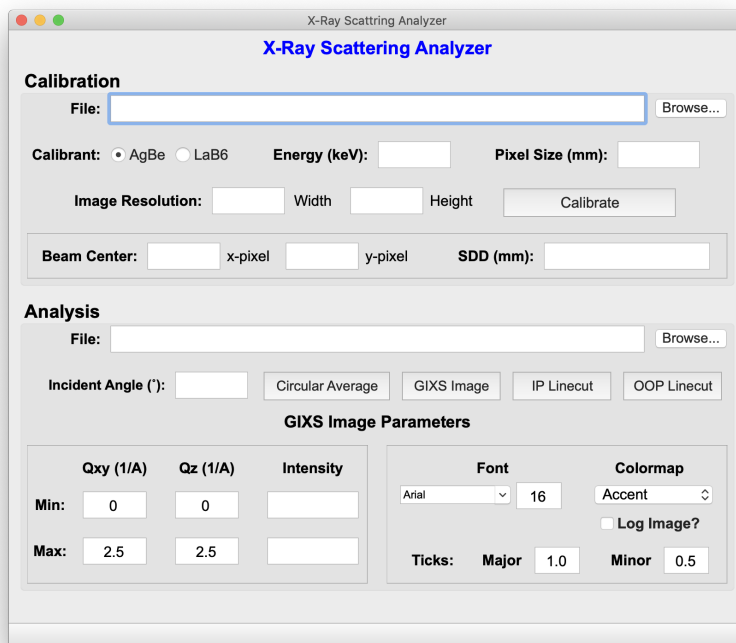 X-Ray Scattring Analyzer
X-Ray Scattering Analyzer
Calibration
File: Browse...
Calibrant: AgBe LaB6 Energy (keV): Pixel Size (mm):
Image Resolution: Width Height Calibrate
Beam Center: x-pixel y-pixel SDD (mm):
Analysis
File: Browse...
Incident Angle (°): Circular Average GIXS Image IP Linecut OOP Linecut
GIXS Image Parameters
Qxy (1/A) Qz (1/A) Intensity Font Colormap
Min: 0 0 Arial 16 Accent
Log Image?
Max: 2.5 2.5 Ticks: Major 1.0 Minor 0.5